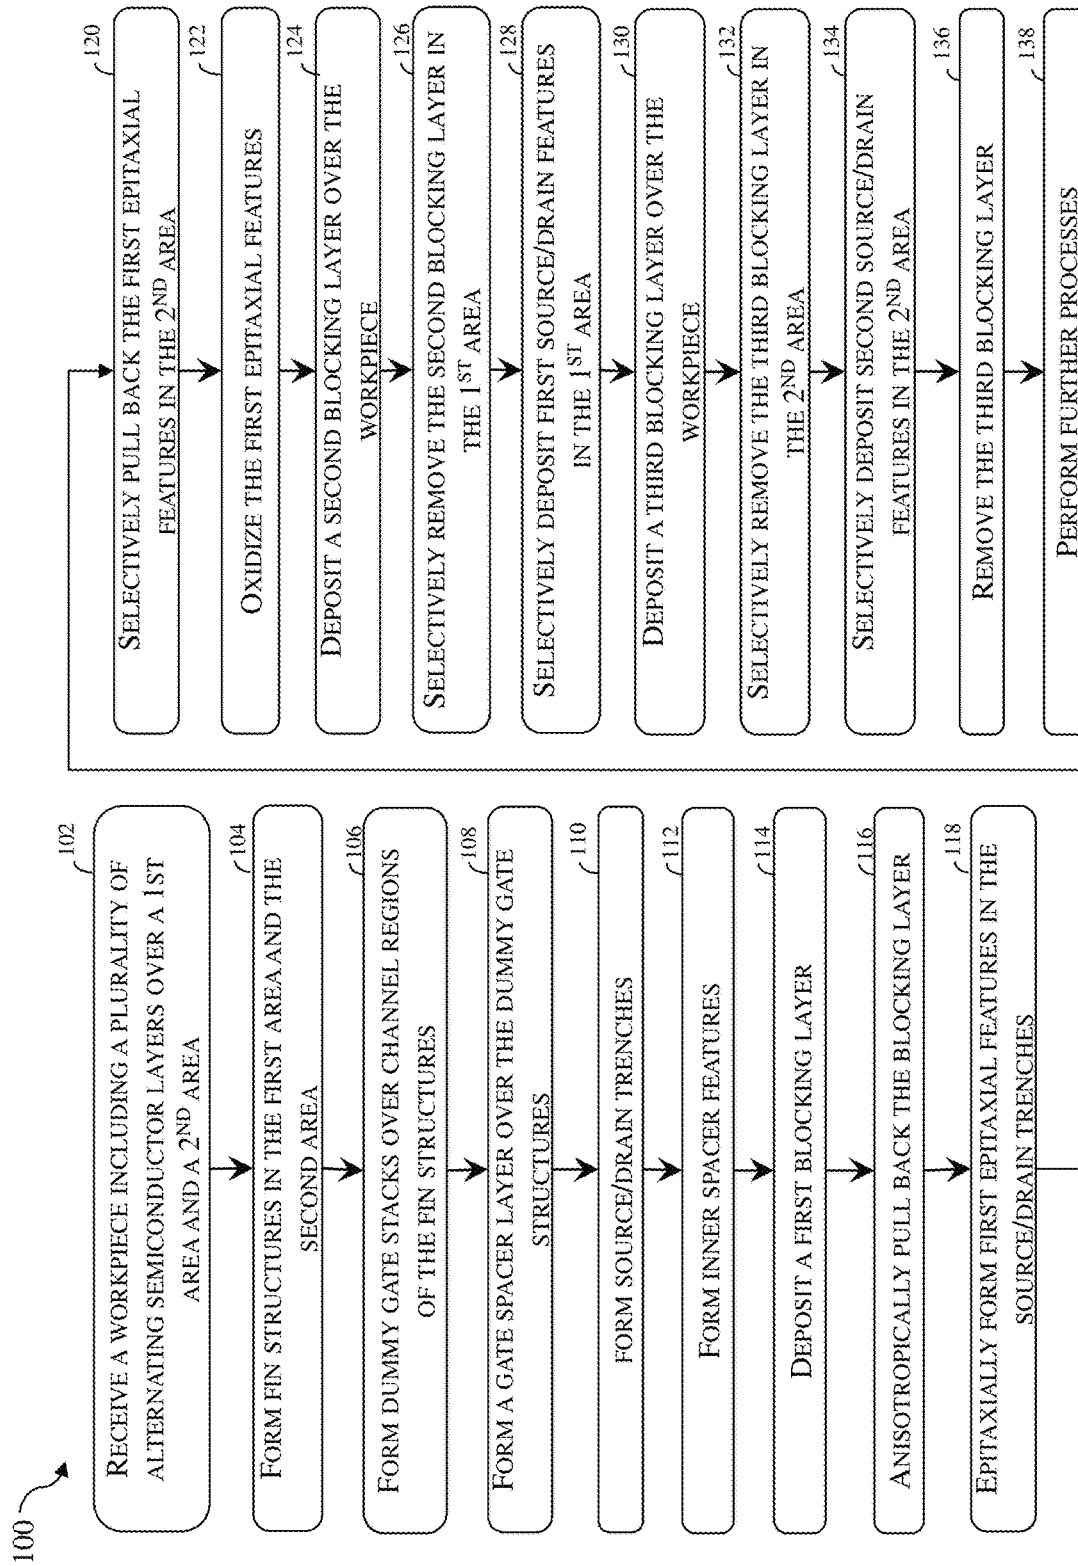 100
102
RECEIVE A WORKPIECE INCLUDING A PLURALITY OF
ALTERNATING SEMICONDUCTOR LAYERS OVER A 1ST
AREA AND A 2ND AREA
104
FORM FIN STRUCTURES IN THE FIRST AREA AND THE
SECOND AREA
106
FORM DUMMY GATE STACKS OVER CHANNEL REGIONS
OF THE FIN STRUCTURES
108
FORM A GATE SPACER LAYER OVER THE DUMMY GATE
STRUCTURES
110
FORM SOURCE/DRAIN TRENCHES
112
FORM INNER SPACER FEATURES
114
DEPOSIT A FIRST BLOCKING LAYER
116
ANISOTROPICALLY PULL BACK THE BLOCKING LAYER
118
EPITAXIALLY FORM FIRST EPITAXIAL FEATURES IN THE
SOURCE/DRAIN TRENCHES
120
SELECTIVELY PULL BACK THE FIRST EPITAXIAL
FEATURES IN THE 2ND AREA
122
OXIDIZE THE FIRST EPITAXIAL FEATURES
124
DEPOSIT A SECOND BLOCKING LAYER OVER THE
WORKPIECE
126
SELECTIVELY REMOVE THE SECOND BLOCKING LAYER IN
THE 1ST AREA
128
SELECTIVELY DEPOSIT FIRST SOURCE/DRAIN FEATURES
IN THE 1ST AREA
130
DEPOSIT A THIRD BLOCKING LAYER OVER THE
WORKPIECE
132
SELECTIVELY REMOVE THE THIRD BLOCKING LAYER IN
THE 2ND AREA
134
SELECTIVELY DEPOSIT SECOND SOURCE/DRAIN
FEATURES IN THE 2ND AREA
136
REMOVE THE THIRD BLOCKING LAYER
138
PERFORM FURTHER PROCESSES